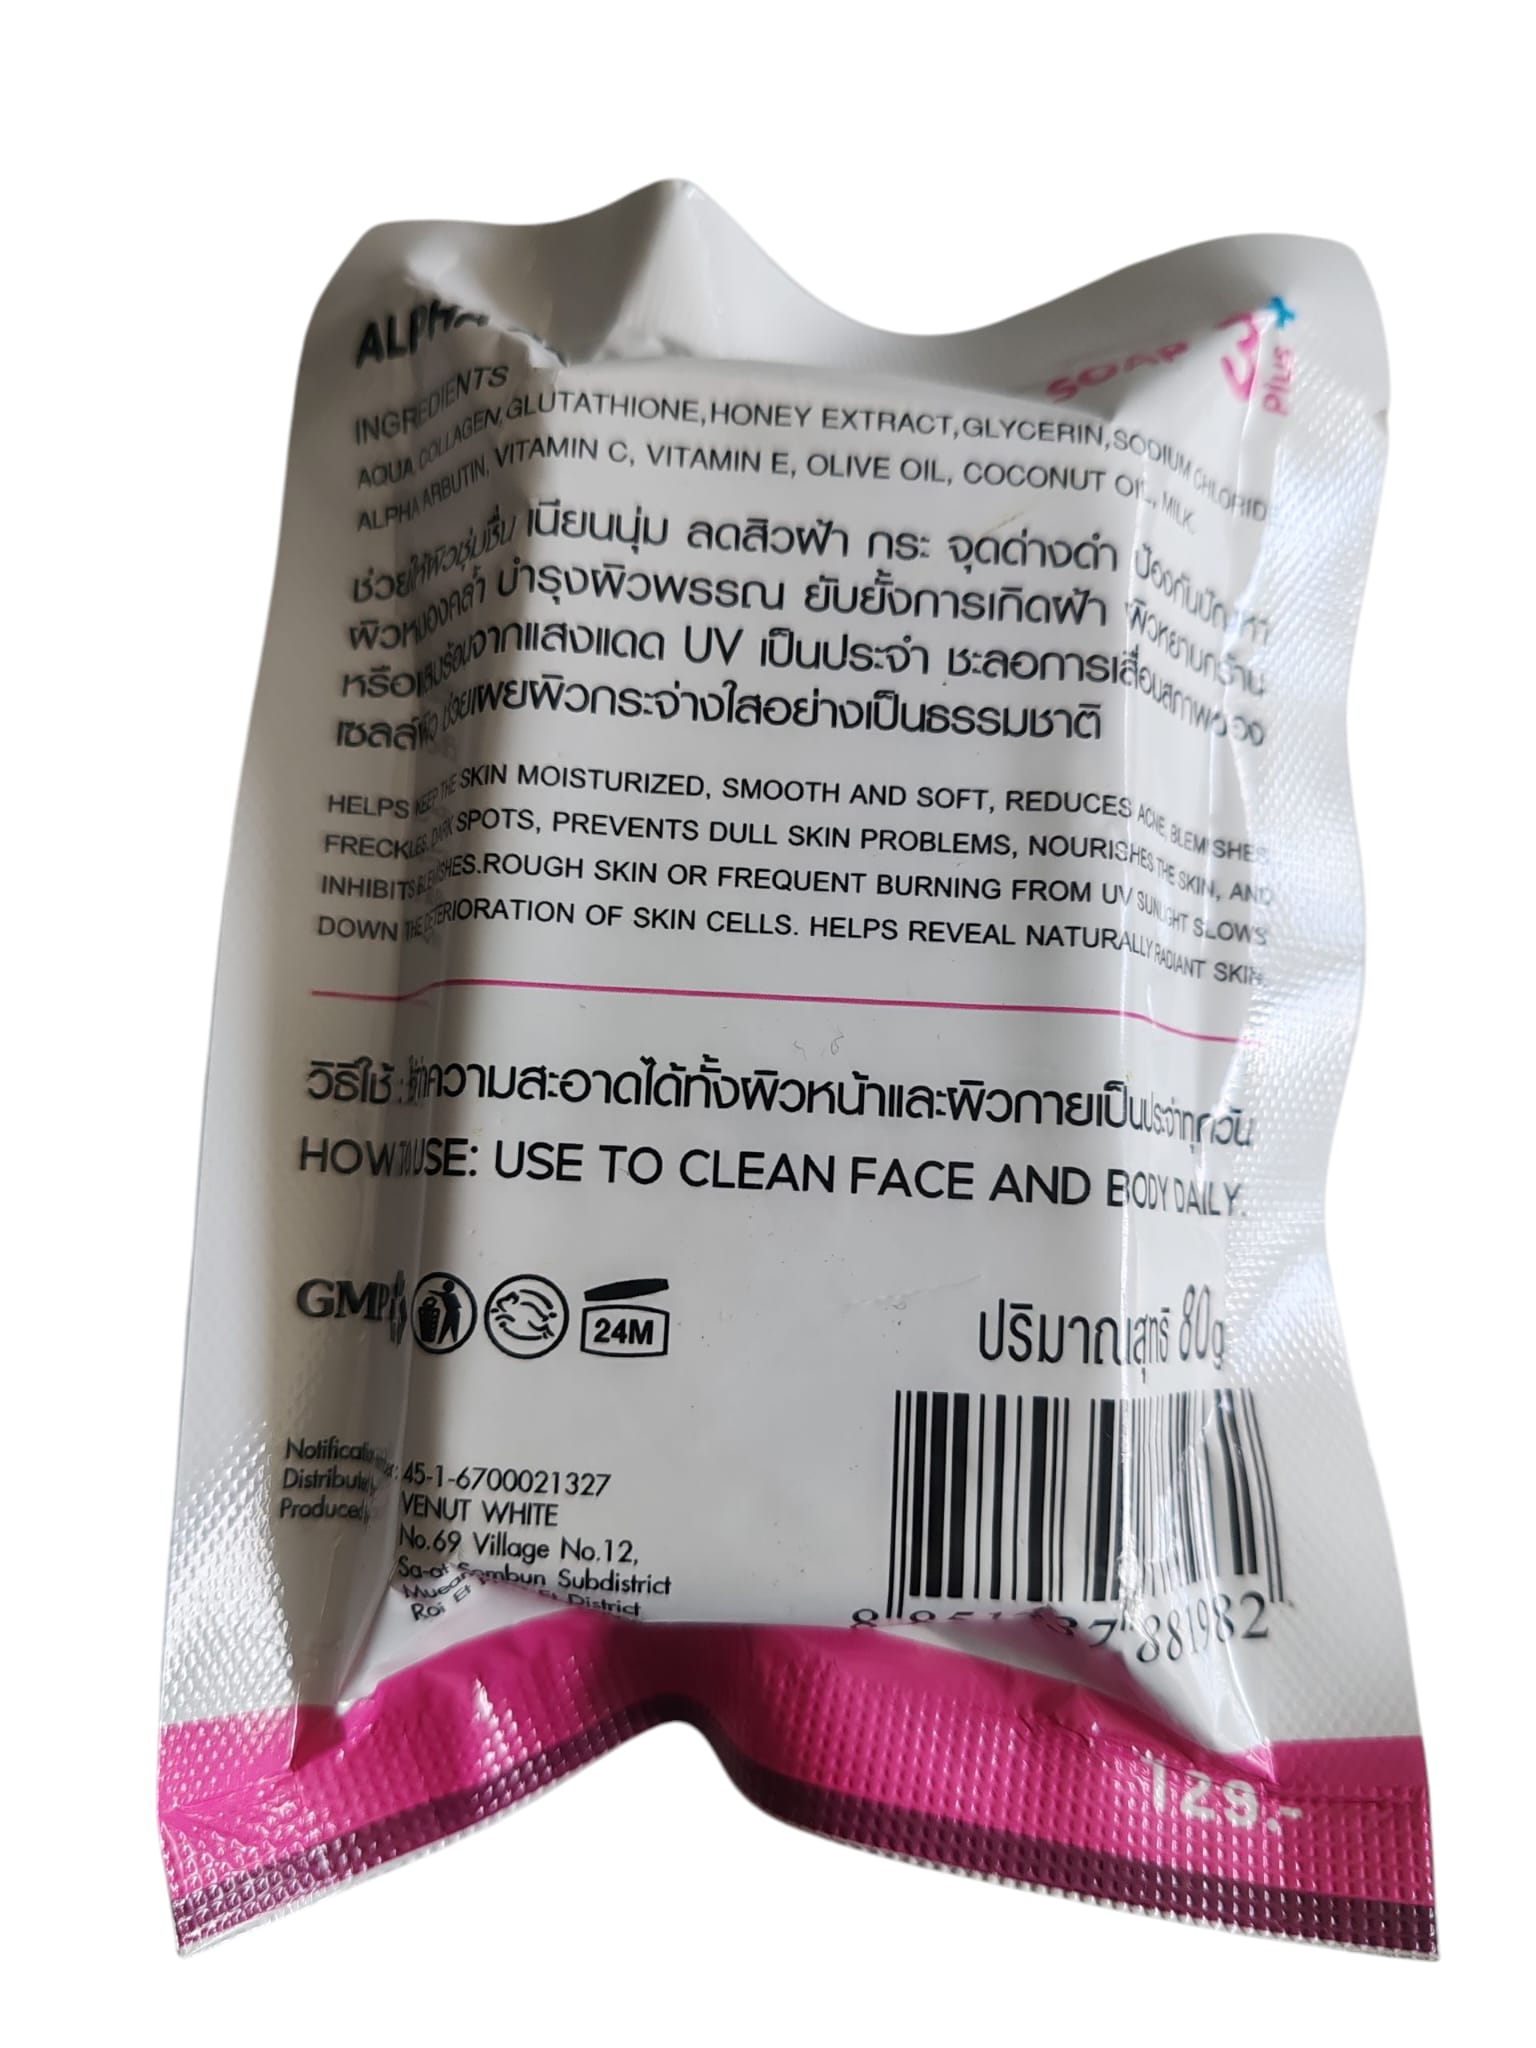 SOAP
Plus
INGREDIENTS
AQUA, COLLAGEN, GLUTATHIONE, HONEY EXTRACT, GLYCERIN, SODIUM CHLORIDE
ALPHA ARBUTIN, VITAMIN C, VITAMIN E, OLIVE OIL, COCONUT OIL, MILK.
ช่วยให้ผิวชุ่มชื่น เนียนนุ่ม ลดสิวฝ้า กระ จุดด่างดำ ป้องกันปัญหา
ผิวหมองคล้ำ บำรุงผิวพรรณ ยับยั้งการเกิดฝ้า ผิวหยาบกร้าน
หรือแสบร้อนจากแสงแดด UV เป็นประจำ ชะลอการเสื่อมสภาพของ
เซลล์ผิว ช่วยเผยผิวกระจ่างใสอย่างเป็นธรรมชาติ
HELPS KEEP THE SKIN MOISTURIZED, SMOOTH AND SOFT, REDUCES ACNE, BLEMISHES
FRECKLES, DARK SPOTS, PREVENTS DULL SKIN PROBLEMS, NOURISHES THE SKIN, AND
INHIBITS BLEMISHES.ROUGH SKIN OR FREQUENT BURNING FROM UV SUNLIGHT SLOWS
DOWN THE DETERIORATION OF SKIN CELLS. HELPS REVEAL NATURALLY RADIANT SKIN.
วิธีใช้ : ใช้ทำความสะอาดได้ทั้งผิวหน้าและผิวกายเป็นประจำทุกวัน
HOW TO USE: USE TO CLEAN FACE AND BODY DAILY.
GMP
24M
ปริมาณสุทธิ 80g
45-1-6700021327
VENUT WHITE
No.69 Village No.12,
Sa-at Sombun Subdistrict
District
Roi Et
881982
129.-